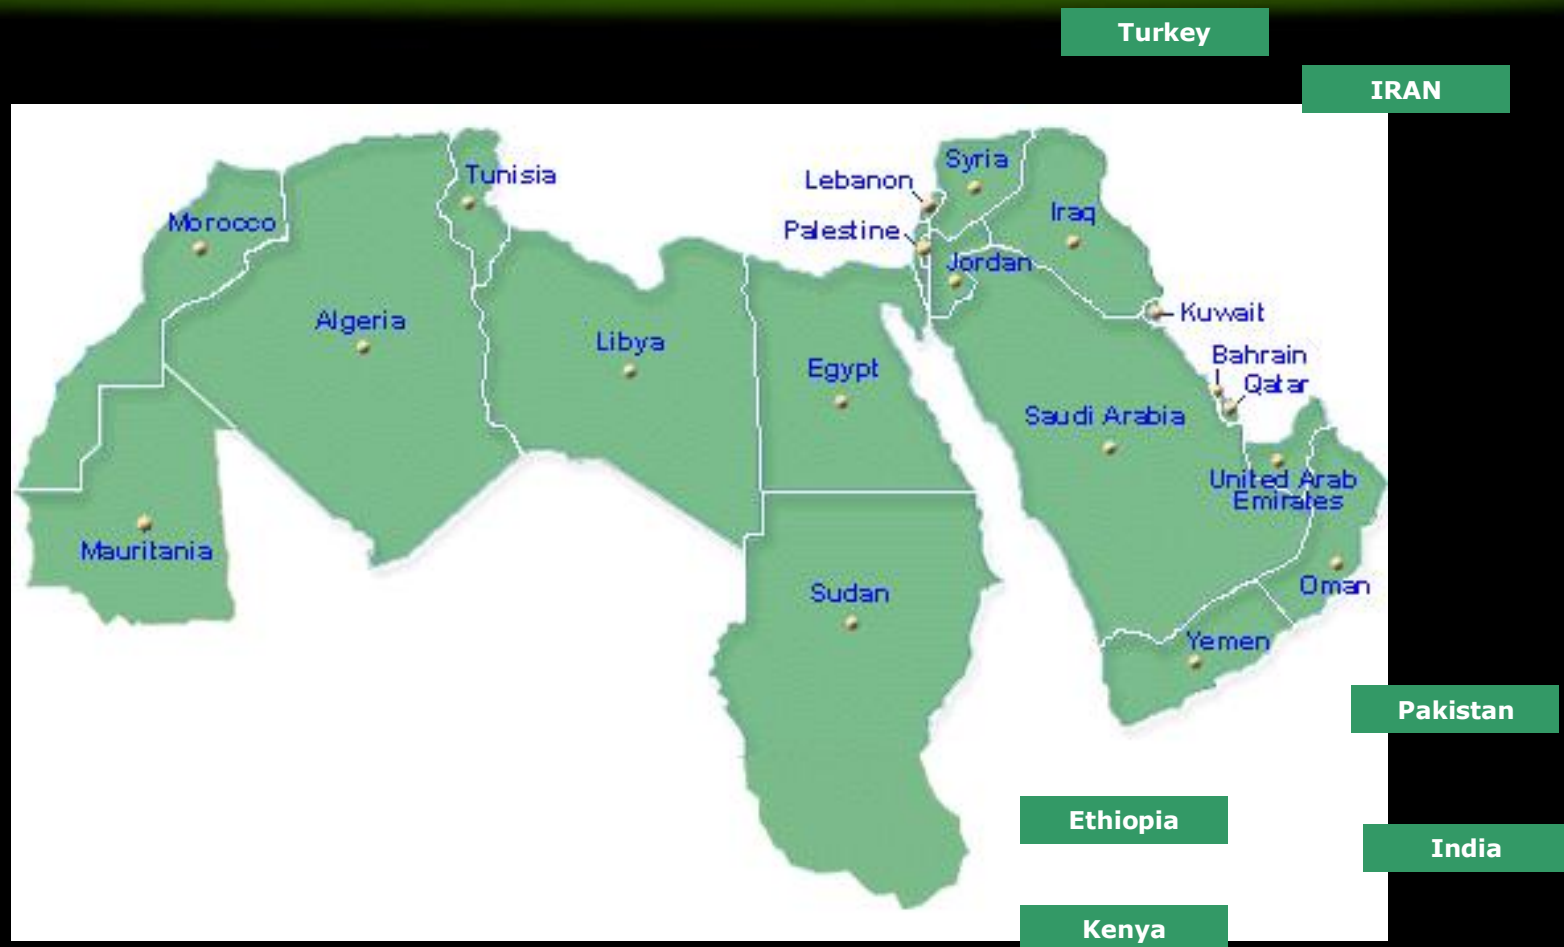 Turkey
IRAN
Tunisia
Syria
Lebanon
Morocco
Iraq
Palestine
Jordan
Algeria
Kuwait
Libya
Bahrain
Egypt
Qatar
Saudi Arabia
United Arab
Emirates
Mauritania
Sudan
Oman
Yemen
Pakistan
Ethiopia
India
Kenya